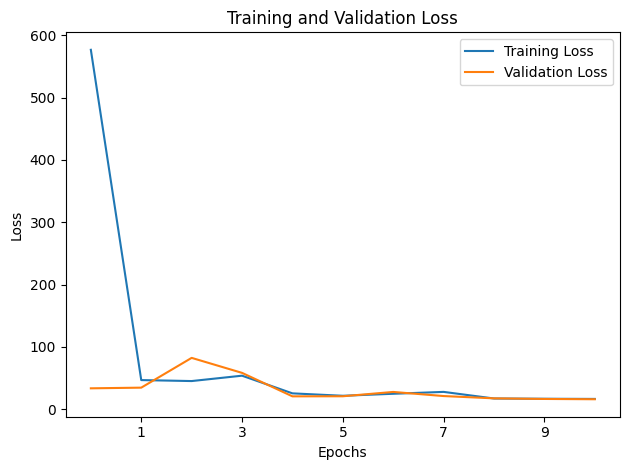 Training and Validation Loss
Training Loss
Validation Loss
600
500
400
300
200
100
0
Loss
1 3 5 7 9
Epochs